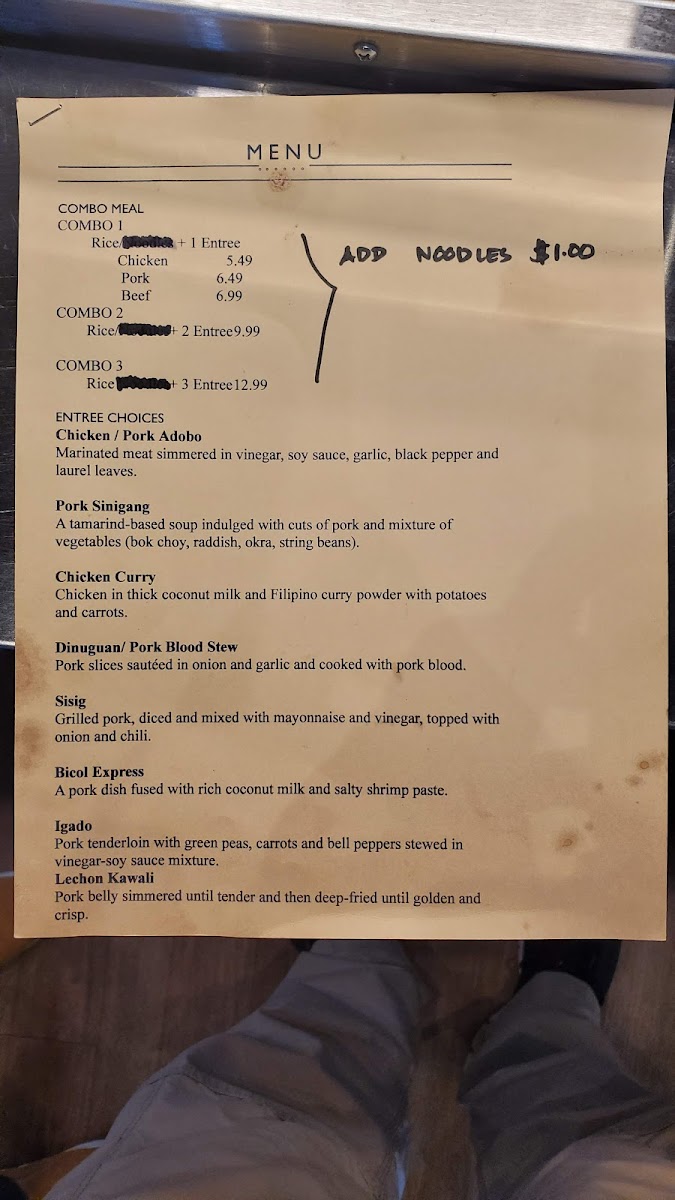 MENU
COMBO MEAL
COMBO 1
Rice/ + 1 Entree
Chicken 5.49
Pork 6.49
Beef 6.99
ADD NOODLES $1.00
COMBO 2
Rice/ + 2 Entree9.99
COMBO 3
Rice + 3 Entree12.99
ENTREE CHOICES
Chicken / Pork Adobo
Marinated meat simmered in vinegar, soy sauce, garlic, black pepper and
laurel leaves.
Pork Sinigang
A tamarind-based soup indulged with cuts of pork and mixture of
vegetables (bok choy, raddish, okra, string beans).
Chicken Curry
Chicken in thick coconut milk and Filipino curry powder with potatoes
and carrots.
Dinuguan/ Pork Blood Stew
Pork slices sautéed in onion and garlic and cooked with pork blood.
Sisig
Grilled pork, diced and mixed with mayonnaise and vinegar, topped with
onion and chili.
Bicol Express
A pork dish fused with rich coconut milk and salty shrimp paste.
Igado
Pork tenderloin with green peas, carrots and bell peppers stewed in
vinegar-soy sauce mixture.
Lechon Kawali
Pork belly simmered until tender and then deep-fried until golden and
crisp.